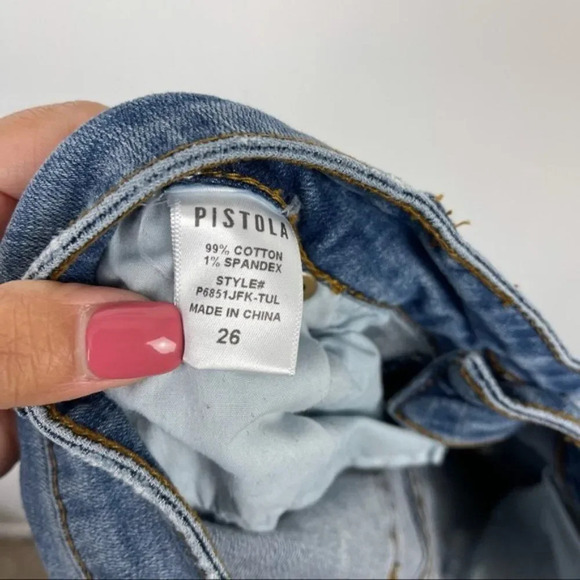 PISTOLA
99% COTTON
1% SPANDEX
STYLE#
P6851JFK-TUL
MADE IN CHINA
26